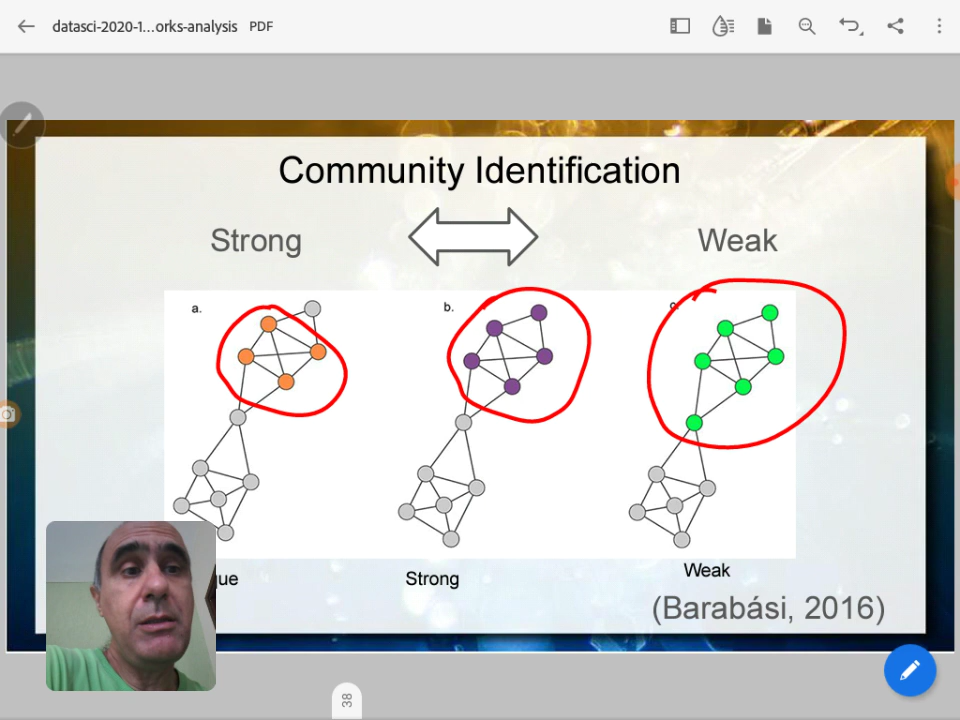 datasci-2020-1...orks-analysis PDF
Community Identification
Strong
Weak
a.
b.
Strong
Weak
(Barabási, 2016)
38